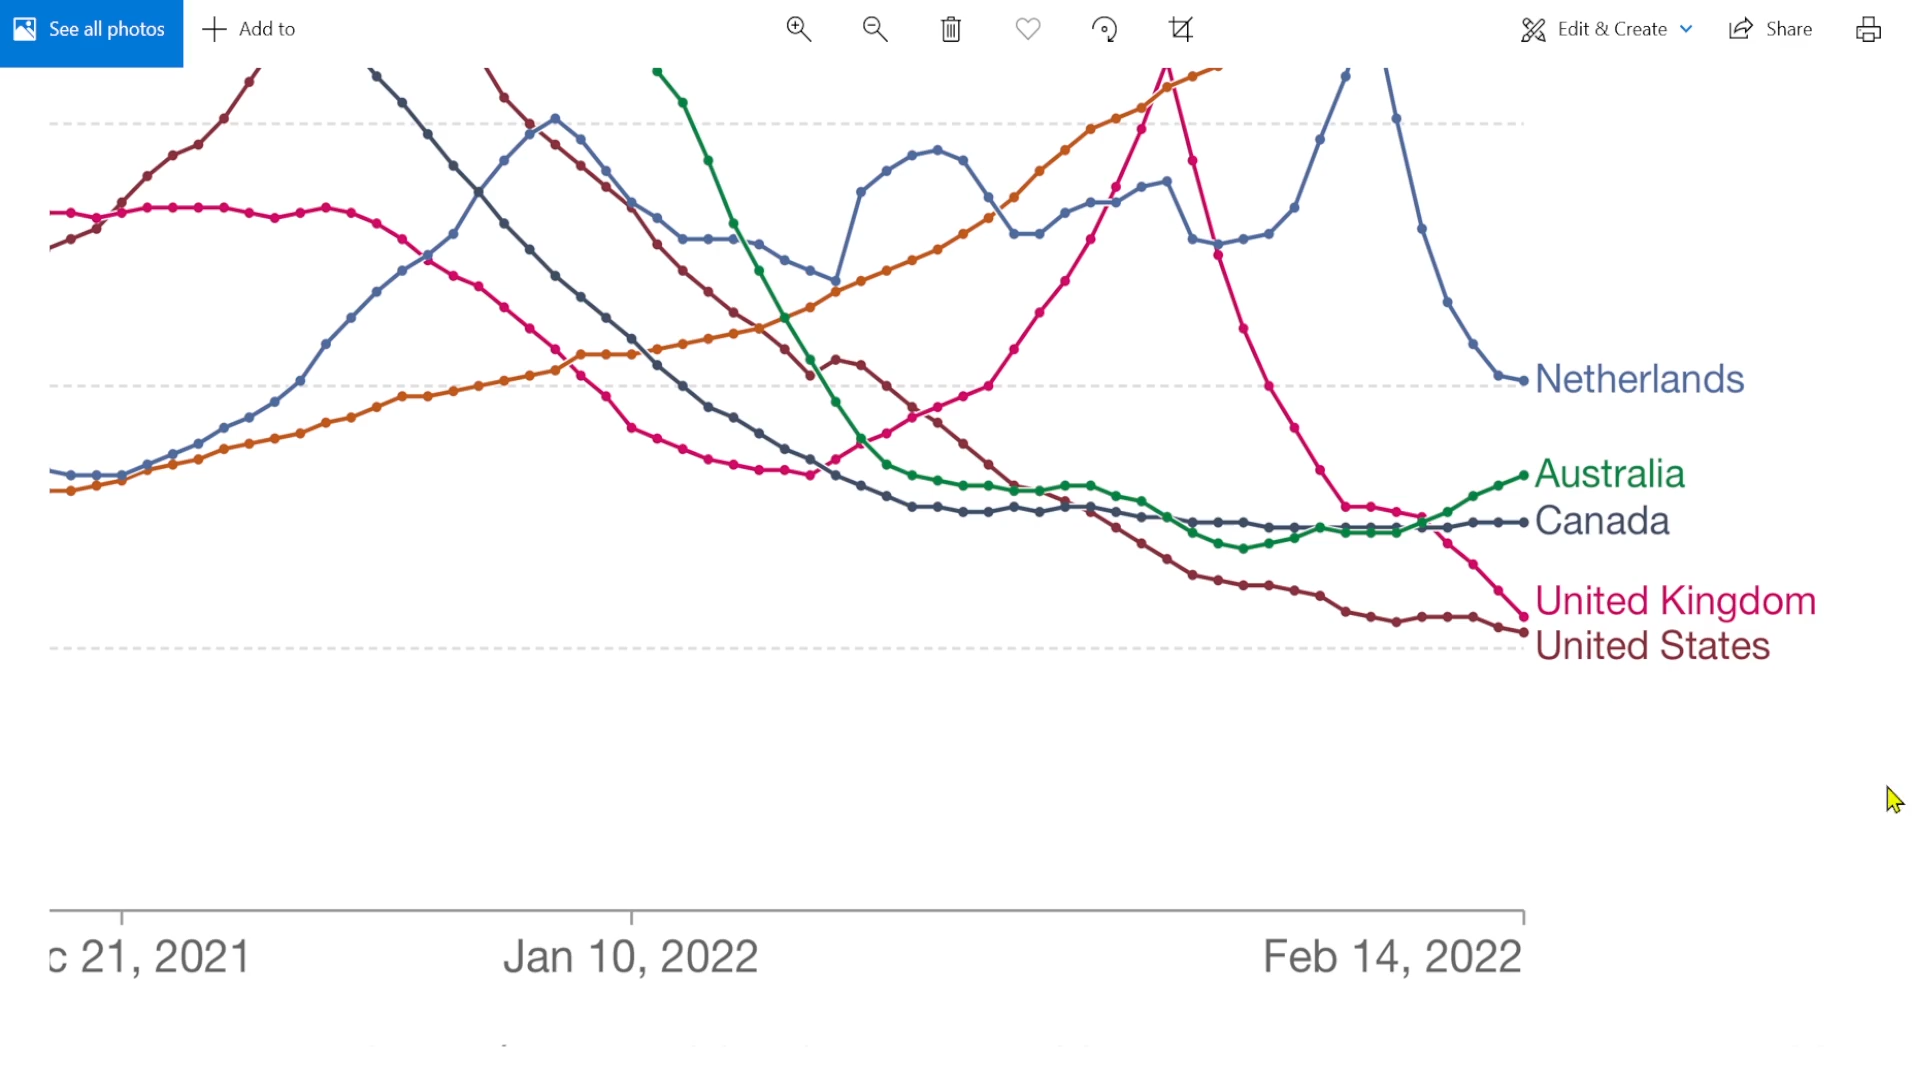 See all photos
Add to
Edit & Create
Share
Netherlands
Australia
Canada
United Kingdom
United States
c 21, 2021
Jan 10, 2022
Feb 14, 2022